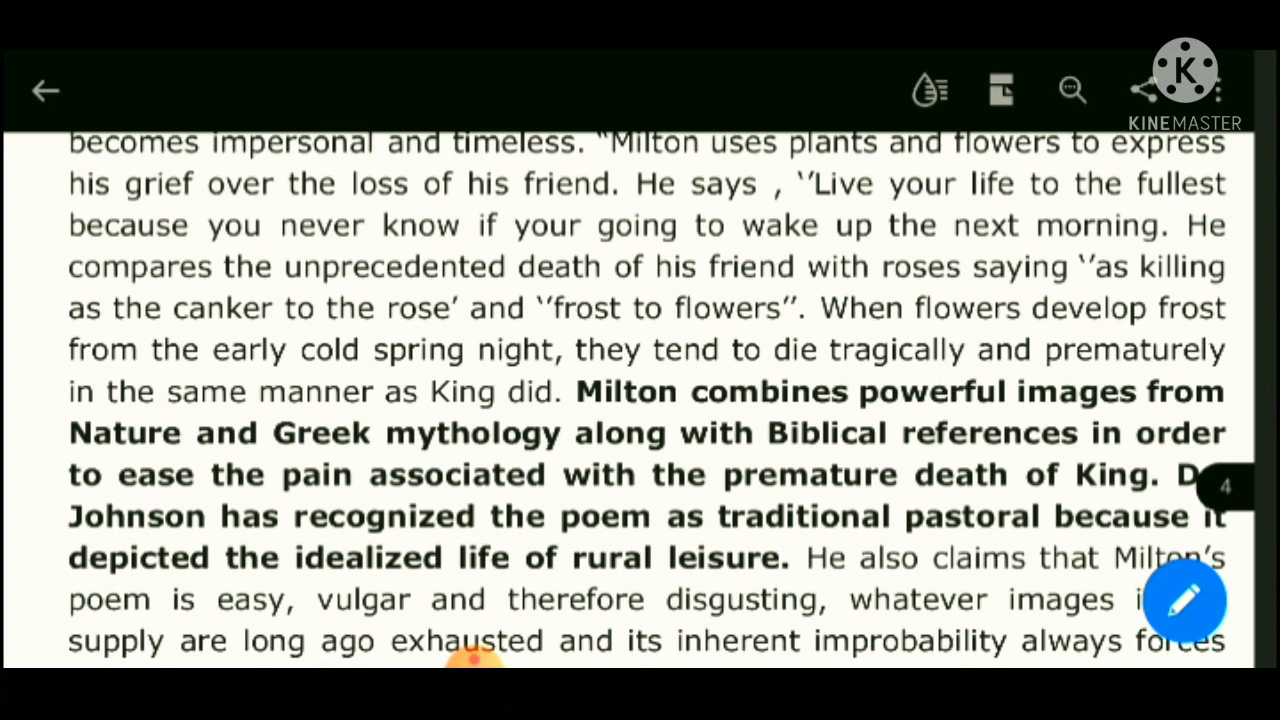 K
KINEMASTER
becomes impersonal and timeless. "Milton uses plants and flowers to express
his grief over the loss of his friend. He says , ‘’Live your life to the fullest
because you never know if your going to wake up the next morning. He
compares the unprecedented death of his friend with roses saying ‘’as killing
as the canker to the rose’ and ‘’frost to flowers’’. When flowers develop frost
from the early cold spring night, they tend to die tragically and prematurely
in the same manner as King did. Milton combines powerful images from
Nature and Greek mythology along with Biblical references in order
to ease the pain associated with the premature death of King.
4
Johnson has recognized the poem as traditional pastoral because it
depicted the idealized life of rural leisure. He also claims that Milton’s
poem is easy, vulgar and therefore disgusting, whatever images
supply are long ago exhausted and its inherent improbability always forces